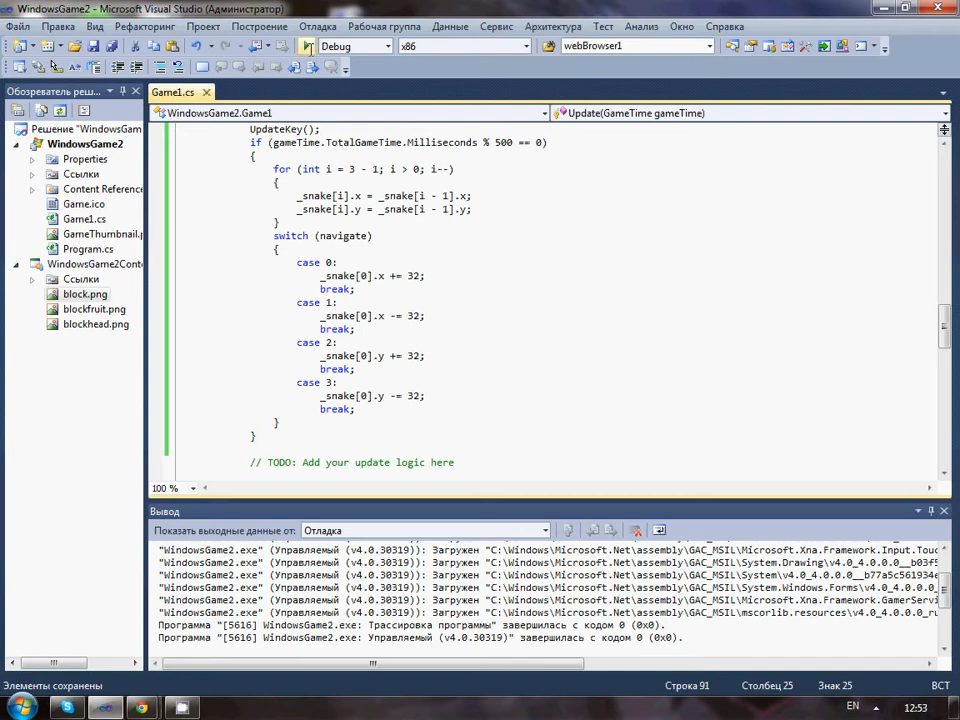 WindowsGame2 - Microsoft Visual Studio (Администратор)
Файл Правка Вид Рефакторинг Проект Построение Отладка Рабочая группа Данные Сервис Архитектура Тест Анализ Окно Справка
Debug x86 webBrowser1
Обозреватель реш... Game1.cs
WindowsGame2.Game1 Update(GameTime gameTime)
Решение "WindowsGam
WindowsGame2
Properties
Ссылки
Content Reference
Game.ico
Game1.cs
GameThumbnail.p
Program.cs
WindowsGame2Conte
Ссылки
block.png
blockfruit.png
blockhead.png
UpdateKey();
if (gameTime.TotalGameTime.Milliseconds % 500 == 0)
{
for (int i = 3 - 1; i > 0; i--)
{
_snake[i].x = _snake[i - 1].x;
_snake[i].y = _snake[i - 1].y;
}
switch (navigate)
{
case 0:
_snake[0].x += 32;
break;
case 1:
_snake[0].x -= 32;
break;
case 2:
_snake[0].y += 32;
break;
case 3:
_snake[0].y -= 32;
break;
}
}
// TODO: Add your update logic here
100 %
Вывод
Показать выходные данные от: Отладка
"WindowsGame2.exe" (Управляемый (v4.0.30319)): Загружен "C:\Windows\Microsoft.Net\assembly\GAC_MSIL\Microsoft.Xna.Framework.Input.Touc
"WindowsGame2.exe" (Управляемый (v4.0.30319)): Загружен "C:\Windows\Microsoft.Net\assembly\GAC_MSIL\System.Drawing\v4.0_4.0.0.0__b03f5
"WindowsGame2.exe" (Управляемый (v4.0.30319)): Загружен "C:\Windows\Microsoft.Net\assembly\GAC_MSIL\System\v4.0_4.0.0.0__b77a5c561934e
"WindowsGame2.exe" (Управляемый (v4.0.30319)): Загружен "C:\Windows\Microsoft.Net\assembly\GAC_MSIL\System.Windows.Forms\v4.0_4.0.0.0_
"WindowsGame2.exe" (Управляемый (v4.0.30319)): Загружен "C:\Windows\Microsoft.Net\assembly\GAC_MSIL\Microsoft.Xna.Framework.GamerServi
"WindowsGame2.exe" (Управляемый (v4.0.30319)): Загружен "C:\Windows\Microsoft.Net\assembly\GAC_MSIL\mscorlib.resources\v4.0_4.0.0.0_ru
Программа "[5616] WindowsGame2.exe: Трассировка программы" завершилась с кодом 0 (0x0).
Программа "[5616] WindowsGame2.exe: Управляемый (v4.0.30319)" завершилась с кодом 0 (0x0).
Элементы сохранены Строка 91 Столбец 25 Знак 25 ВСТ
EN 12:53